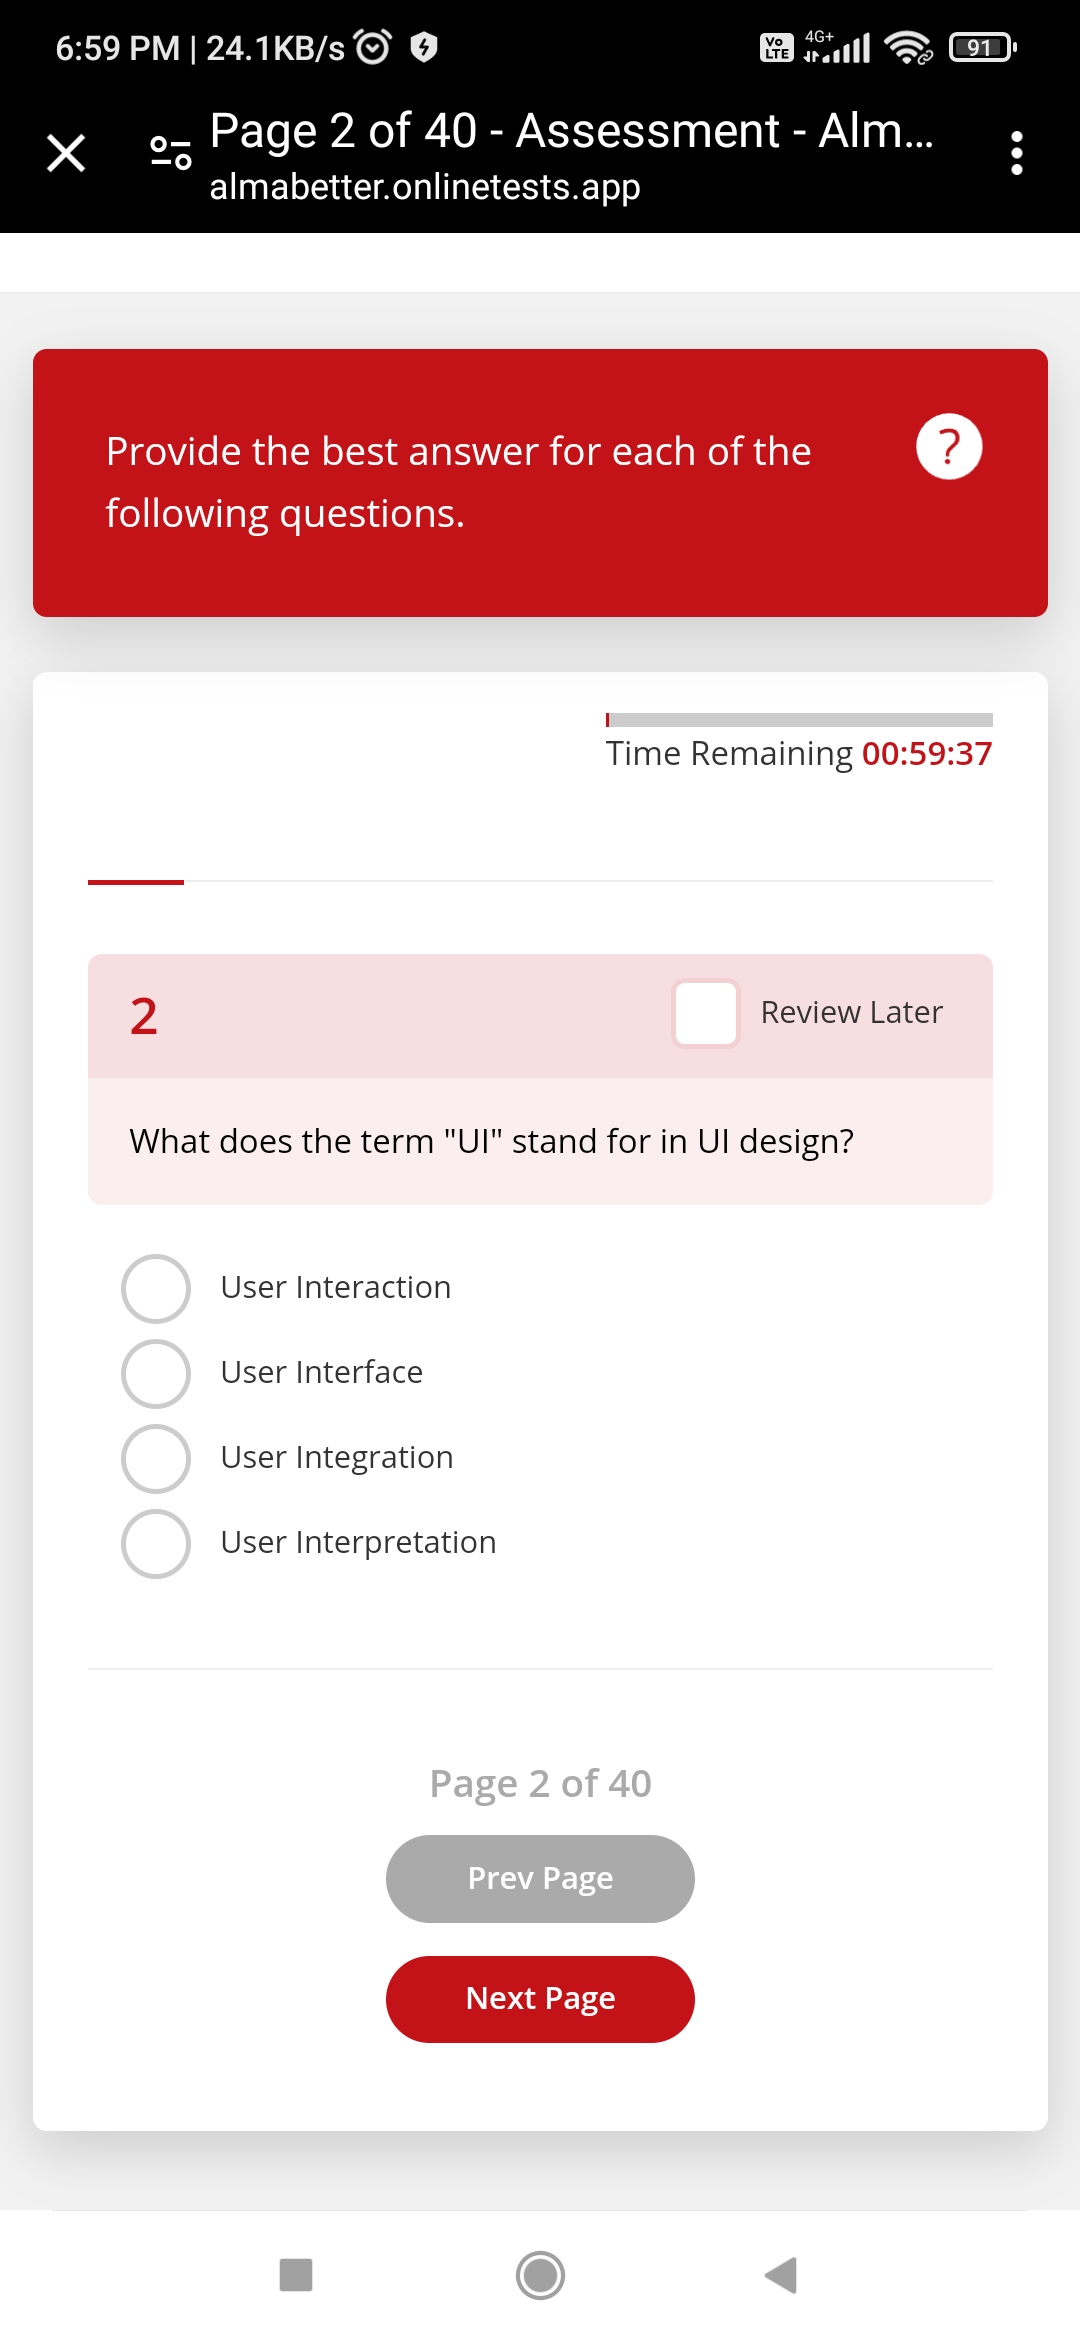 6:59 PM | 24.1KB/s
Vo LTE 4G+ 91
Page 2 of 40 - Assessment - Alm...
almabetter.onlinetests.app
Provide the best answer for each of the
following questions.
?
Time Remaining 00:59:37
2
Review Later
What does the term "UI" stand for in UI design?
User Interaction
User Interface
User Integration
User Interpretation
Page 2 of 40
Prev Page
Next Page